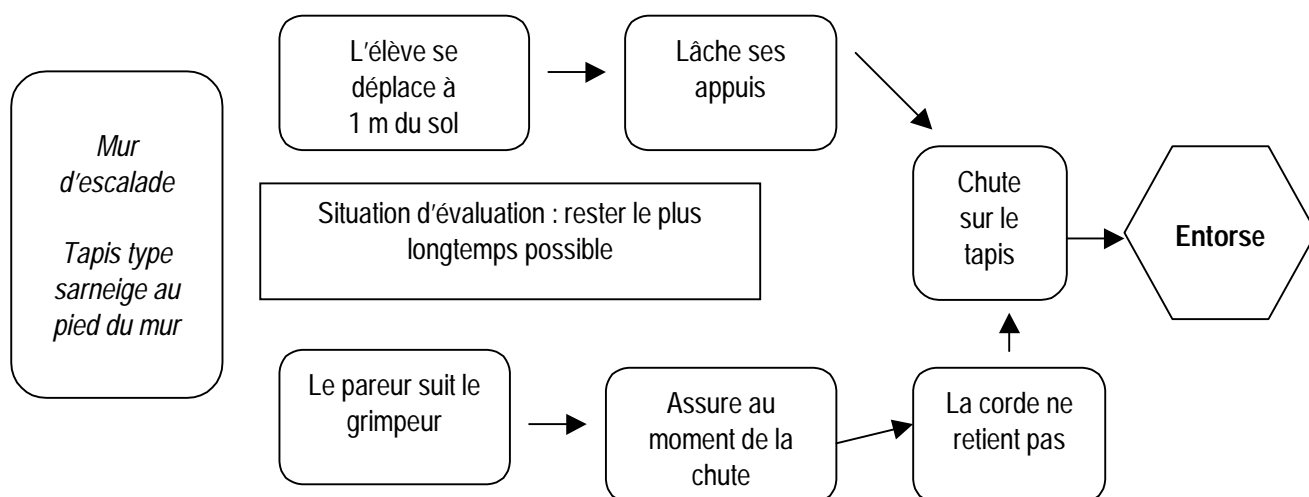 Mur
d'escalade
Tapis type
sarneige au
pied du mur
L'élève se
déplace à
1 m du sol
Lâche ses
appuis
Situation d'évaluation : rester le plus
longtemps possible
Chute
sur le
tapis
Entorse
Le pareur suit le
grimpeur
Assure au
moment de la
chute
La corde ne
retient pas